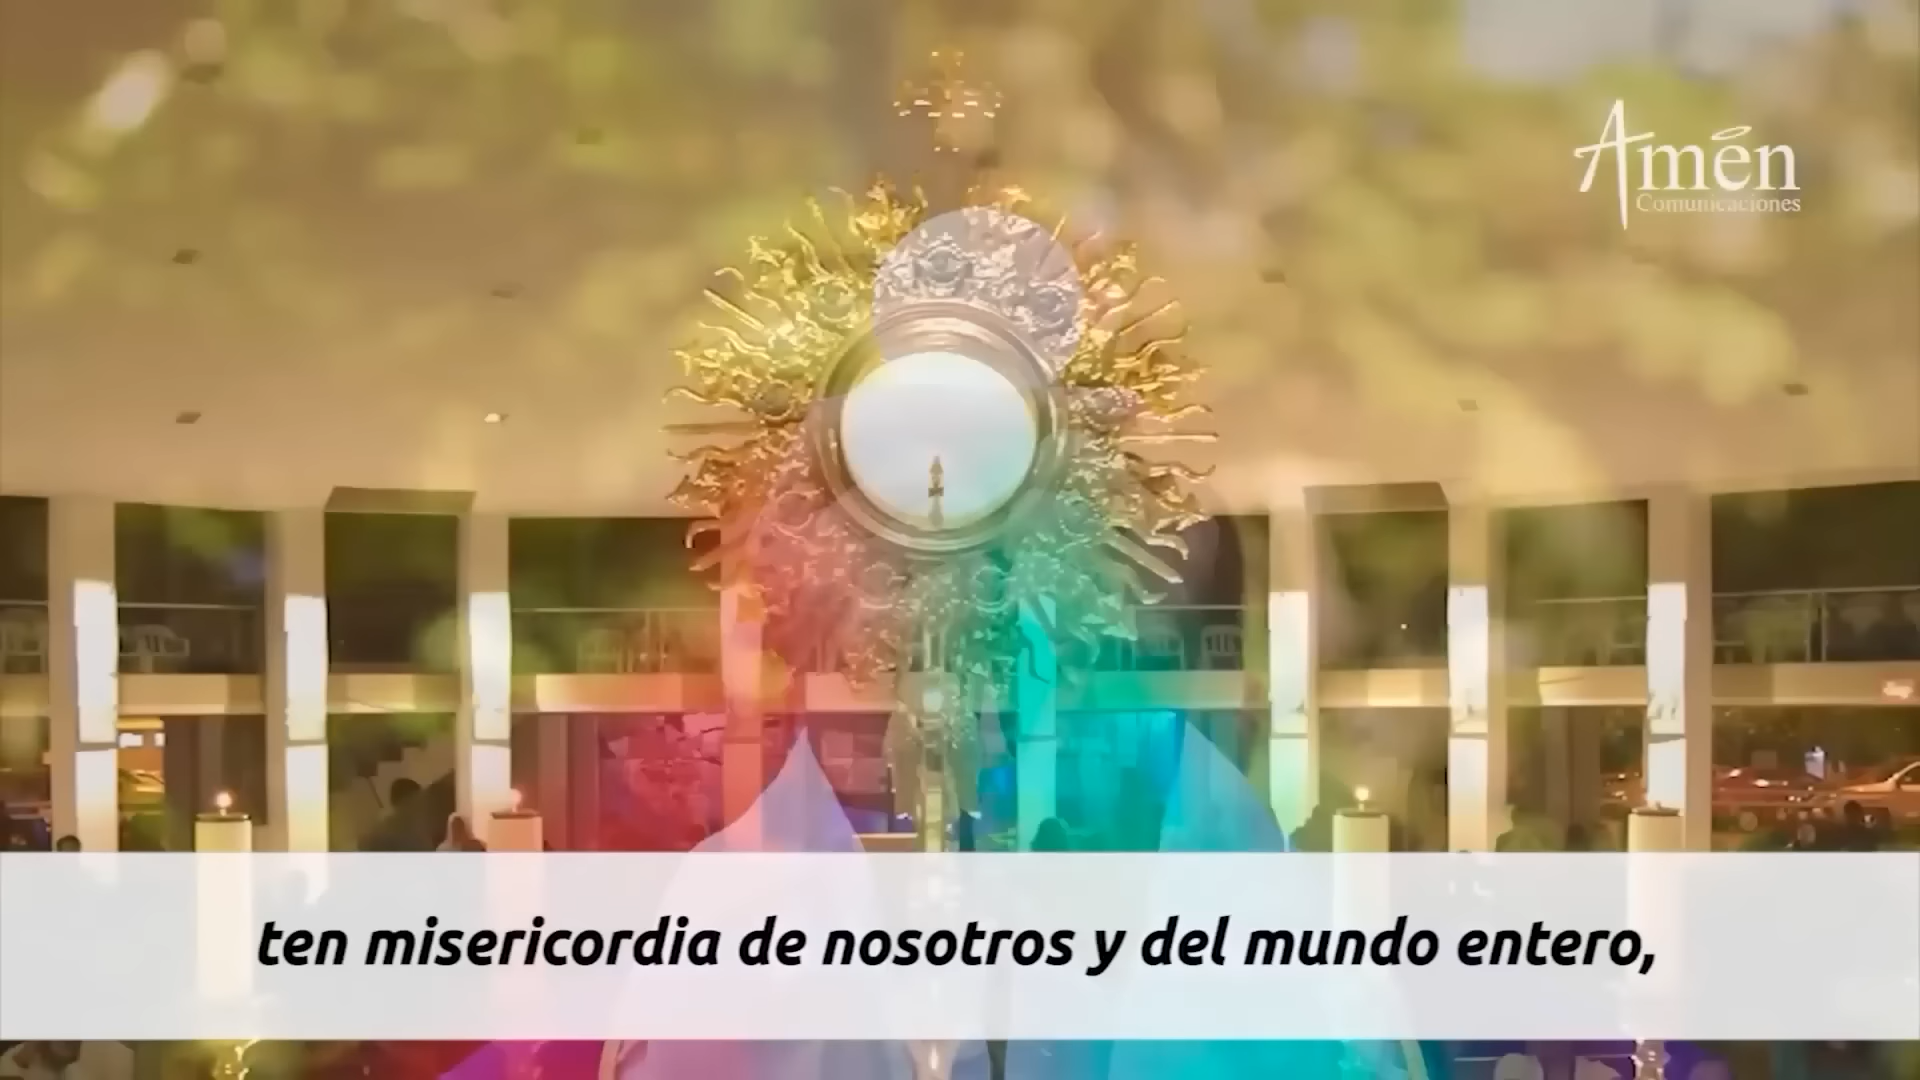 Amén
Comunicaciones
ten misericordia de nosotros y del mundo entero,